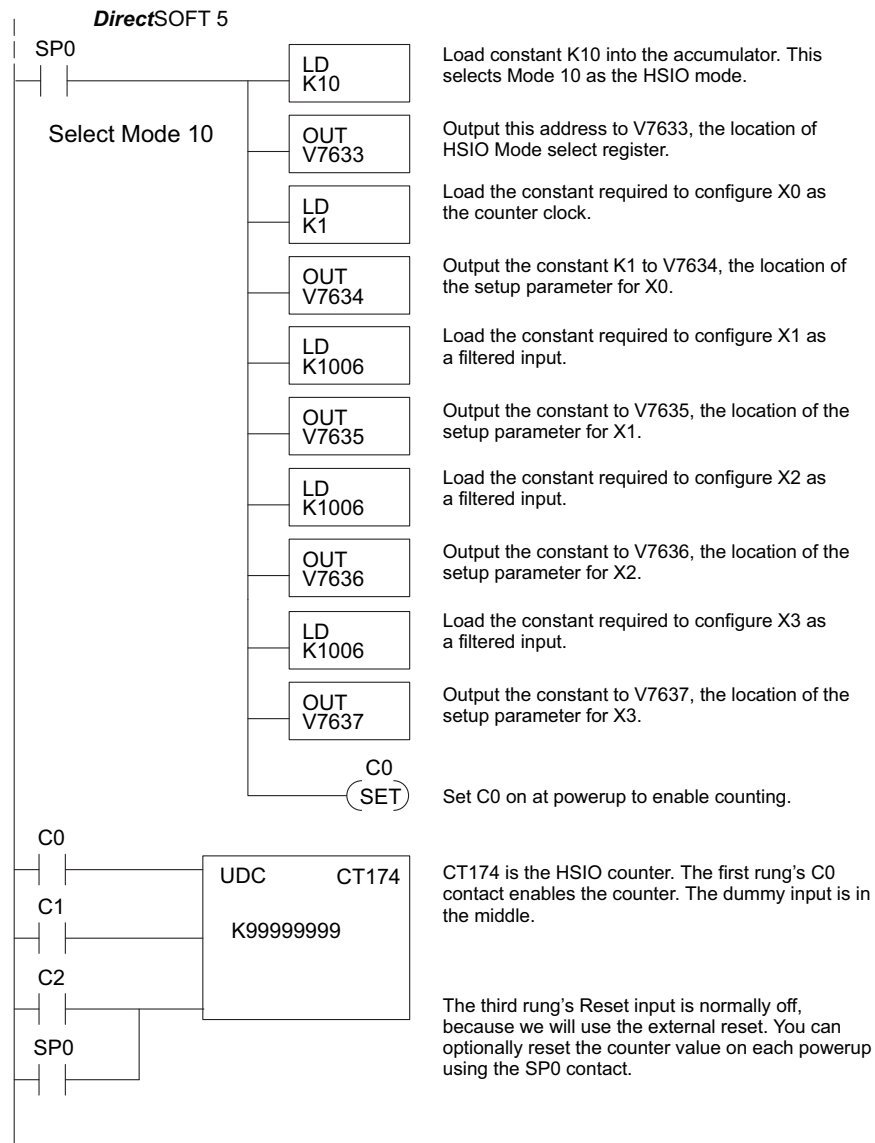 DirectSOFT 5
SP0
LD
K10
Load constant K10 into the accumulator. This
selects Mode 10 as the HSIO mode.
Select Mode 10
OUT
V7633
Output this address to V7633, the location of
HSIO Mode select register.
LD
K1
Load the constant required to configure X0 as
the counter clock.
OUT
V7634
Output the constant K1 to V7634, the location of
the setup parameter for X0.
LD
K1006
Load the constant required to configure X1 as
a filtered input.
OUT
V7635
Output the constant to V7635, the location of the
setup parameter for X1.
LD
K1006
Load the constant required to configure X2 as
a filtered input.
OUT
V7636
Output the constant to V7636, the location of the
setup parameter for X2.
LD
K1006
Load the constant required to configure X3 as
a filtered input.
OUT
V7637
Output the constant to V7637, the location of the
setup parameter for X3.
C0
SET
Set C0 on at powerup to enable counting.
C0
UDC CT174
CT174 is the HSIO counter. The first rung's C0
contact enables the counter. The dummy input is in
the middle.
C1
K99999999
C2
The third rung's Reset input is normally off,
because we will use the external reset. You can
optionally reset the counter value on each powerup
using the SP0 contact.
SP0